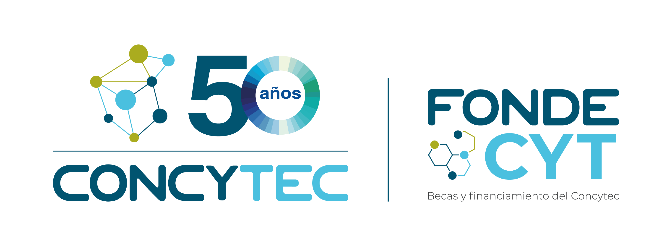 50
años
CONCYTEC
FONDE
CYT
Becas y financiamiento del Concytec